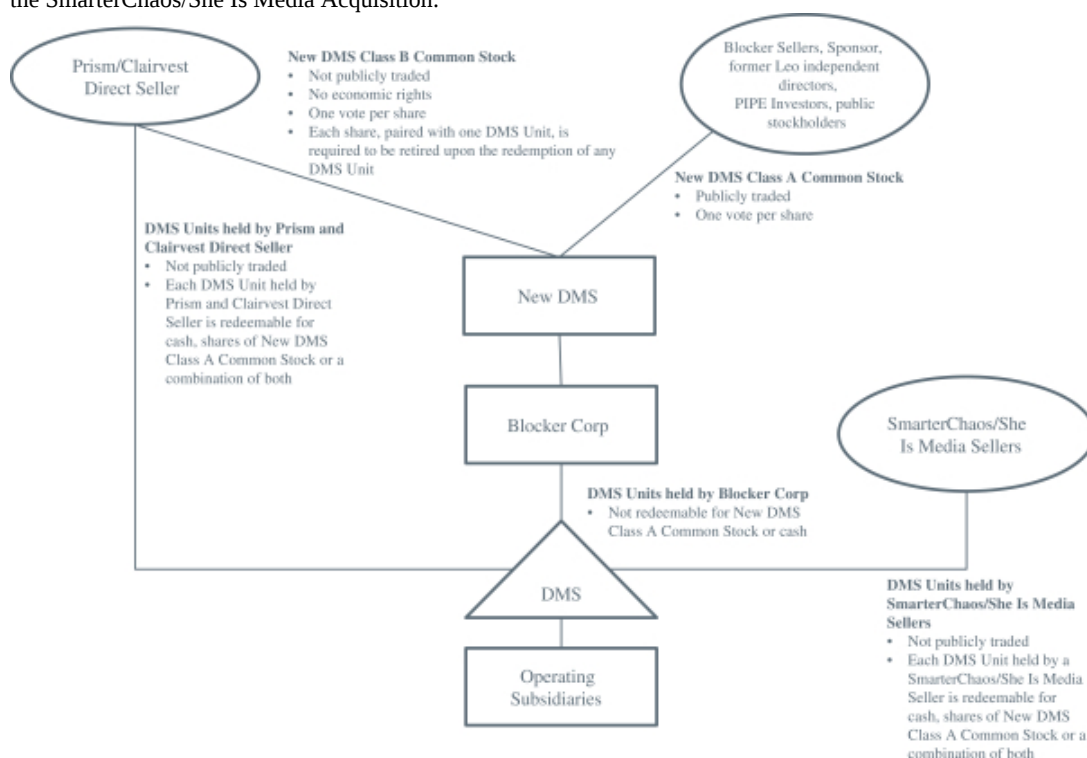 the SmarterChaos/She Is Media Acquisition.
Prism/Clairvest
Direct Seller
New DMS Class B Common Stock
• Not publicly traded
• No economic rights
• One vote per share
• Each share, paired with one DMS Unit, is
required to be retired upon the redemption of any
DMS Unit
Blocker Sellers, Sponsor,
former Leo independent
directors,
PIPE Investors, public
stockholders
New DMS Class A Common Stock
• Publicly traded
• One vote per share
DMS Units held by Prism and
Clairvest Direct Seller
• Not publicly traded
• Each DMS Unit held by
Prism and Clairvest Direct
Seller is redeemable for
cash, shares of New DMS
Class A Common Stock or a
combination of both
New DMS
Blocker Corp
SmarterChaos/She
Is Media Sellers
DMS Units held by Blocker Corp
• Not redeemable for New DMS
Class A Common Stock or cash
DMS
DMS Units held by
SmarterChaos/She Is Media
Sellers
• Not publicly traded
• Each DMS Unit held by a
SmarterChaos/She Is Media
Seller is redeemable for
cash, shares of New DMS
Class A Common Stock or a
combination of both
Operating
Subsidiaries